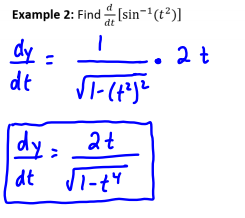 Example 2: Find d/dt [sin⁻¹(t²)]
dy/dt = 1/√(1-(t²)²) • 2t
dy/dt = 2t/√(1-t⁴)